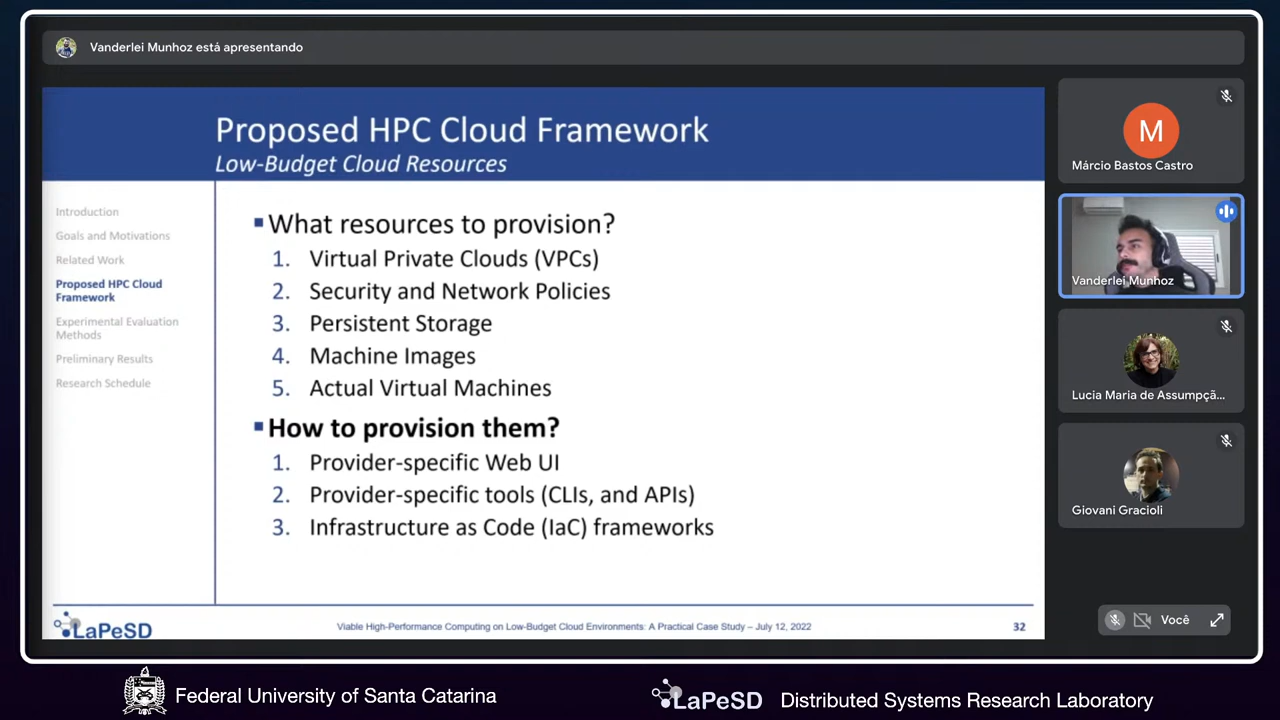 Vanderlei Munhoz está apresentando
Proposed HPC Cloud Framework
Low-Budget Cloud Resources
Introduction
Goals and Motivations
Related Work
Proposed HPC Cloud
Framework
Experimental Evaluation
Methods
Preliminary Results
Research Schedule
What resources to provision?
1. Virtual Private Clouds (VPCs)
2. Security and Network Policies
3. Persistent Storage
4. Machine Images
5. Actual Virtual Machines
How to provision them?
1. Provider-specific Web UI
2. Provider-specific tools (CLIs, and APIs)
3. Infrastructure as Code (IaC) frameworks
LaPeSD
Viable High-Performance Computing on Low-Budget Cloud Environments: A Practical Case Study – July 12, 2022
32
M
Márcio Bastos Castro
Vanderlei Munhoz
Lucia Maria de Assumpçã...
Giovani Gracioli
Você
Federal University of Santa Catarina
LaPeSD
Distributed Systems Research Laboratory